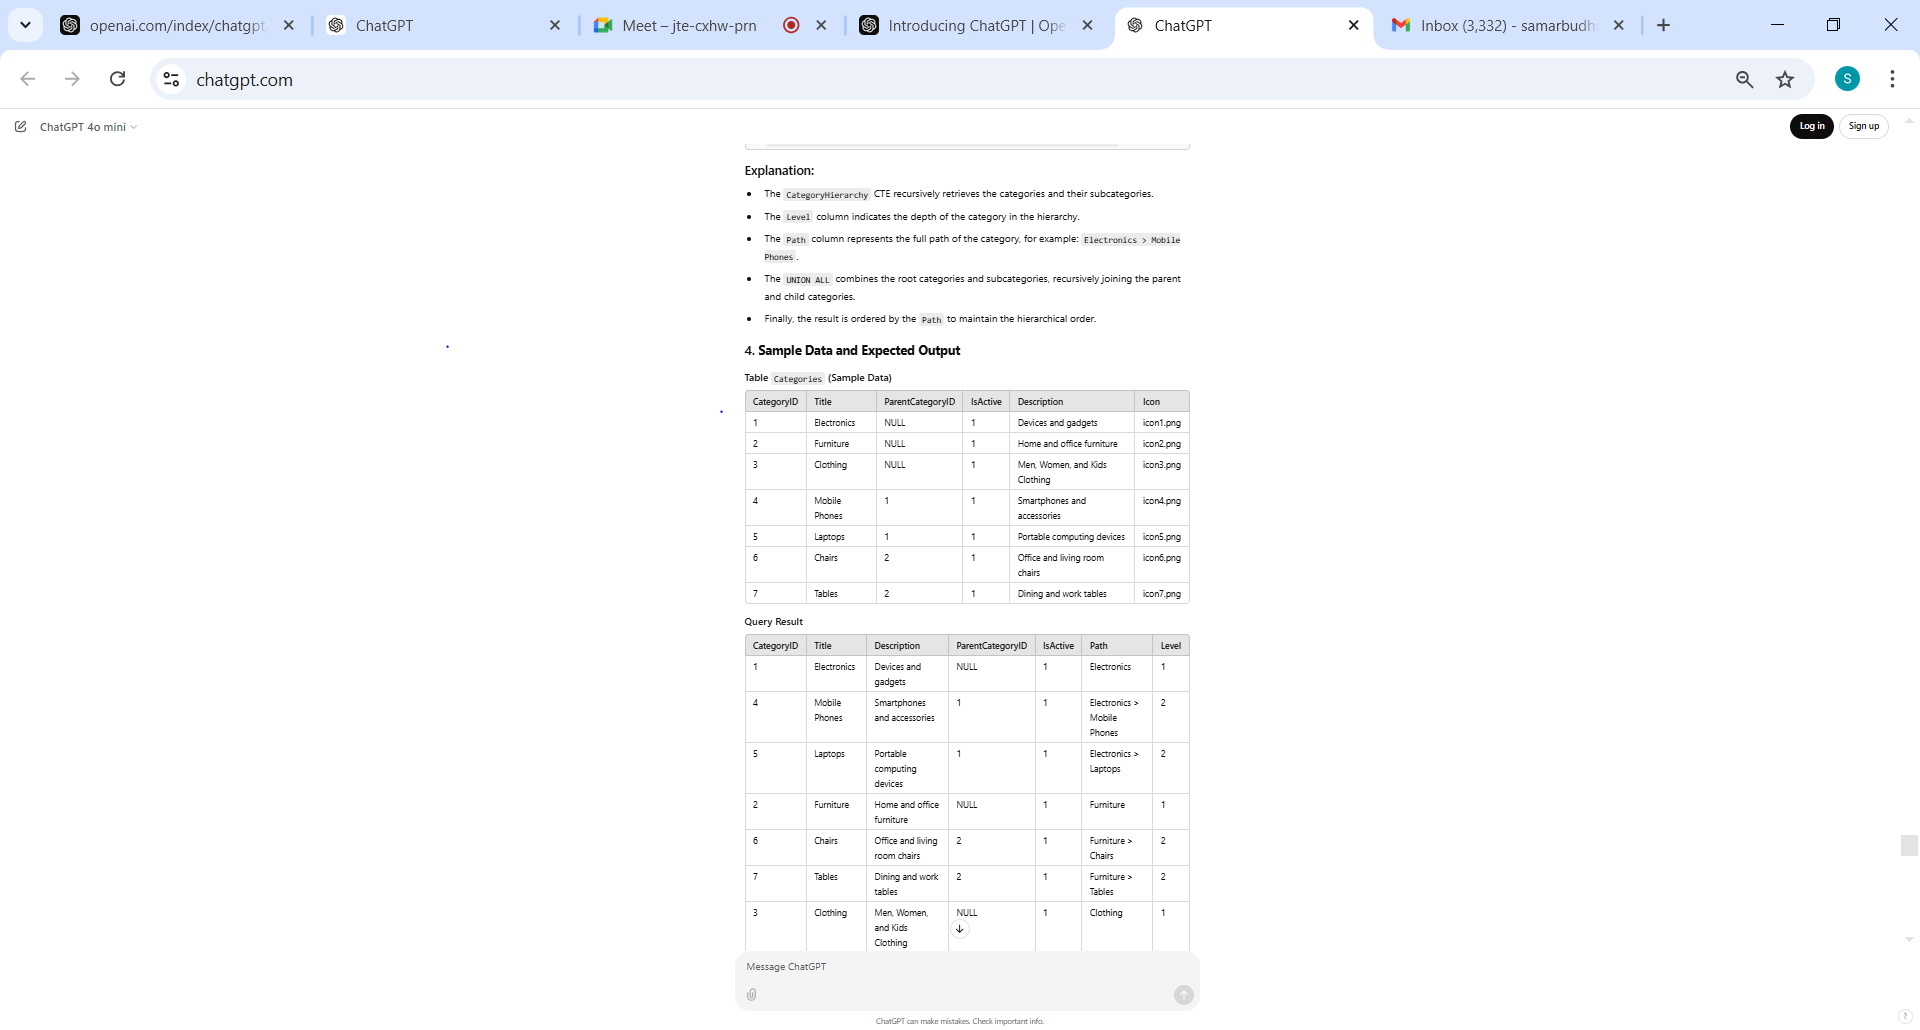 openai.com/index/chatgpt
ChatGPT
Meet – jte-cxhw-prn
Introducing ChatGPT | Ope
ChatGPT
Inbox (3,332) - samarbudh
chatgpt.com
S
ChatGPT 4o mini
Log in
Sign up
Explanation:
The CategoryHierarchy CTE recursively retrieves the categories and their subcategories.
The Level column indicates the depth of the category in the hierarchy.
The Path column represents the full path of the category, for example: Electronics > Mobile
Phones .
The UNION ALL combines the root categories and subcategories, recursively joining the parent
and child categories.
Finally, the result is ordered by the Path to maintain the hierarchical order.
4. Sample Data and Expected Output
Table Categories (Sample Data)
CategoryID Title ParentCategoryID IsActive Description Icon
1 Electronics NULL 1 Devices and gadgets icon1.png
2 Furniture NULL 1 Home and office furniture icon2.png
3 Clothing NULL 1 Men, Women, and Kids icon3.png
Clothing
4 Mobile 1 1 Smartphones and icon4.png
Phones accessories
5 Laptops 1 1 Portable computing devices icon5.png
6 Chairs 2 1 Office and living room icon6.png
chairs
7 Tables 2 1 Dining and work tables icon7.png
Query Result
CategoryID Title Description ParentCategoryID IsActive Path Level
1 Electronics Devices and NULL 1 Electronics 1
gadgets
4 Mobile Smartphones 1 1 Electronics > 2
Phones and accessories Mobile
Phones
5 Laptops Portable 1 1 Electronics > 2
computing Laptops
devices
2 Furniture Home and office NULL 1 Furniture 1
furniture
6 Chairs Office and living 2 1 Furniture > 2
room chairs Chairs
7 Tables Dining and work 2 1 Furniture > 2
tables Tables
3 Clothing Men, Women, NULL 1 Clothing 1
and Kids
Clothing
Message ChatGPT
ChatGPT can make mistakes. Check important info.
?